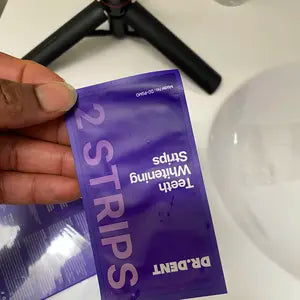 DR.DENT
Teeth
Whitening
Strips
2 STRIPS